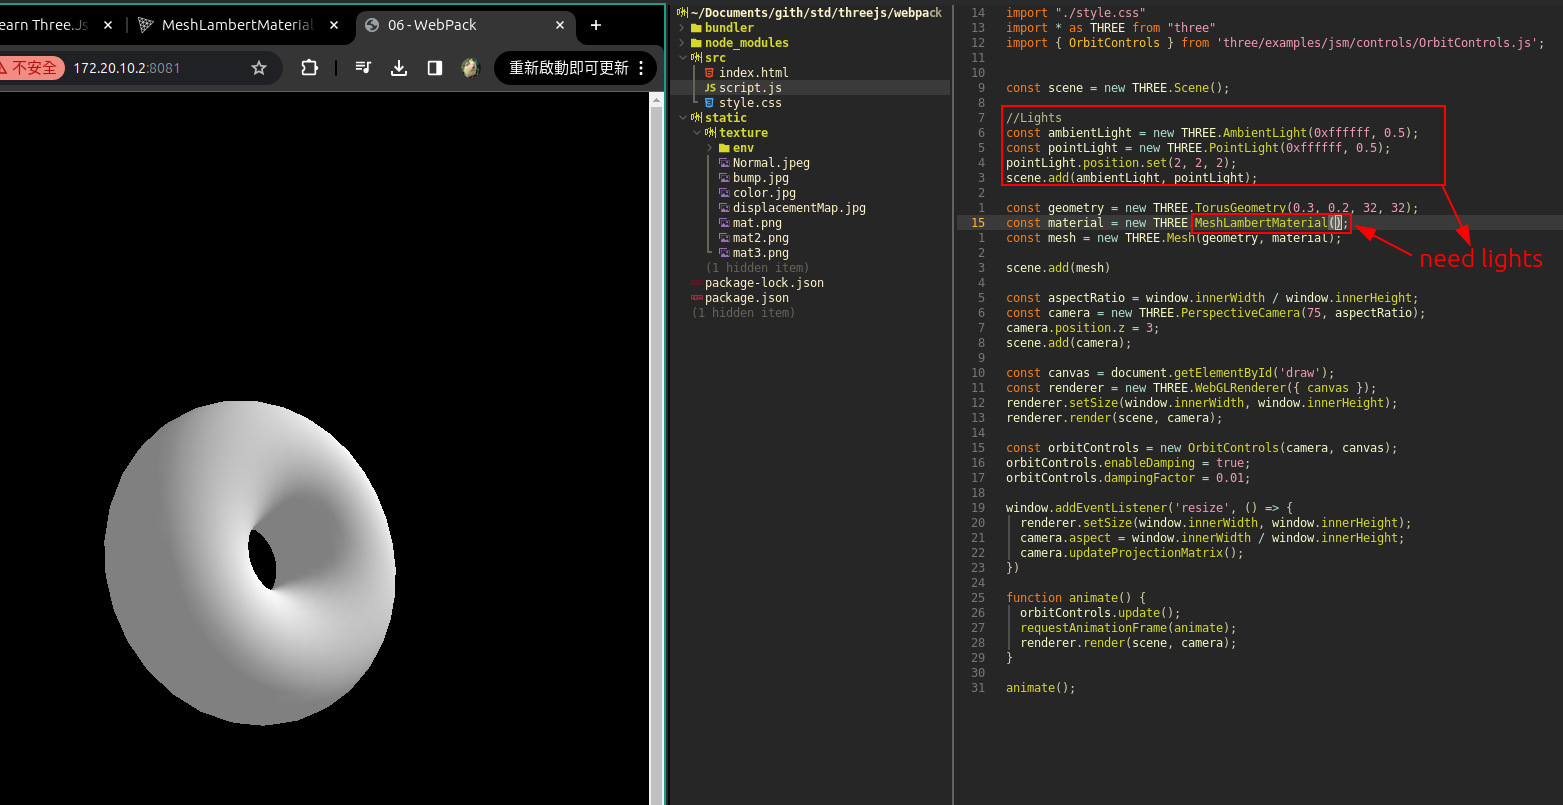 earn Three.Js
MeshLambertMaterial
06-WebPack
不安全
172.20.10.2:8081
重新啟動即可更新
~/Documents/gith/std/threejs/webpack
bundler
node_modules
src
index.html
JS script.js
style.css
static
texture
env
Normal.jpeg
bump.jpg
color.jpg
displacementMap.jpg
mat.png
mat2.png
mat3.png
(1 hidden item)
package-lock.json
package.json
(1 hidden item)
14 import "./style.css"
13 import * as THREE from "three"
12 import { OrbitControls } from 'three/examples/jsm/controls/OrbitControls.js';
11
10
9 const scene = new THREE.Scene();
8
7 //Lights
6 const ambientLight = new THREE.AmbientLight(0xffffff, 0.5);
5 const pointLight = new THREE.PointLight(0xffffff, 0.5);
4 pointLight.position.set(2, 2, 2);
3 scene.add(ambientLight, pointLight);
2
1 const geometry = new THREE.TorusGeometry(0.3, 0.2, 32, 32);
15 const material = new THREE.MeshLambertMaterial();
1 const mesh = new THREE.Mesh(geometry, material);
need lights
2
3 scene.add(mesh)
4
5 const aspectRatio = window.innerWidth / window.innerHeight;
6 const camera = new THREE.PerspectiveCamera(75, aspectRatio);
7 camera.position.z = 3;
8 scene.add(camera);
9
10 const canvas = document.getElementById('draw');
11 const renderer = new THREE.WebGLRenderer({ canvas });
12 renderer.setSize(window.innerWidth, window.innerHeight);
13 renderer.render(scene, camera);
14
15 const orbitControls = new OrbitControls(camera, canvas);
16 orbitControls.enableDamping = true;
17 orbitControls.dampingFactor = 0.01;
18
19 window.addEventListener('resize', () => {
20 renderer.setSize(window.innerWidth, window.innerHeight);
21 camera.aspect = window.innerWidth / window.innerHeight;
22 camera.updateProjectionMatrix();
23 })
24
25 function animate() {
26 orbitControls.update();
27 requestAnimationFrame(animate);
28 renderer.render(scene, camera);
29 }
30
31 animate();